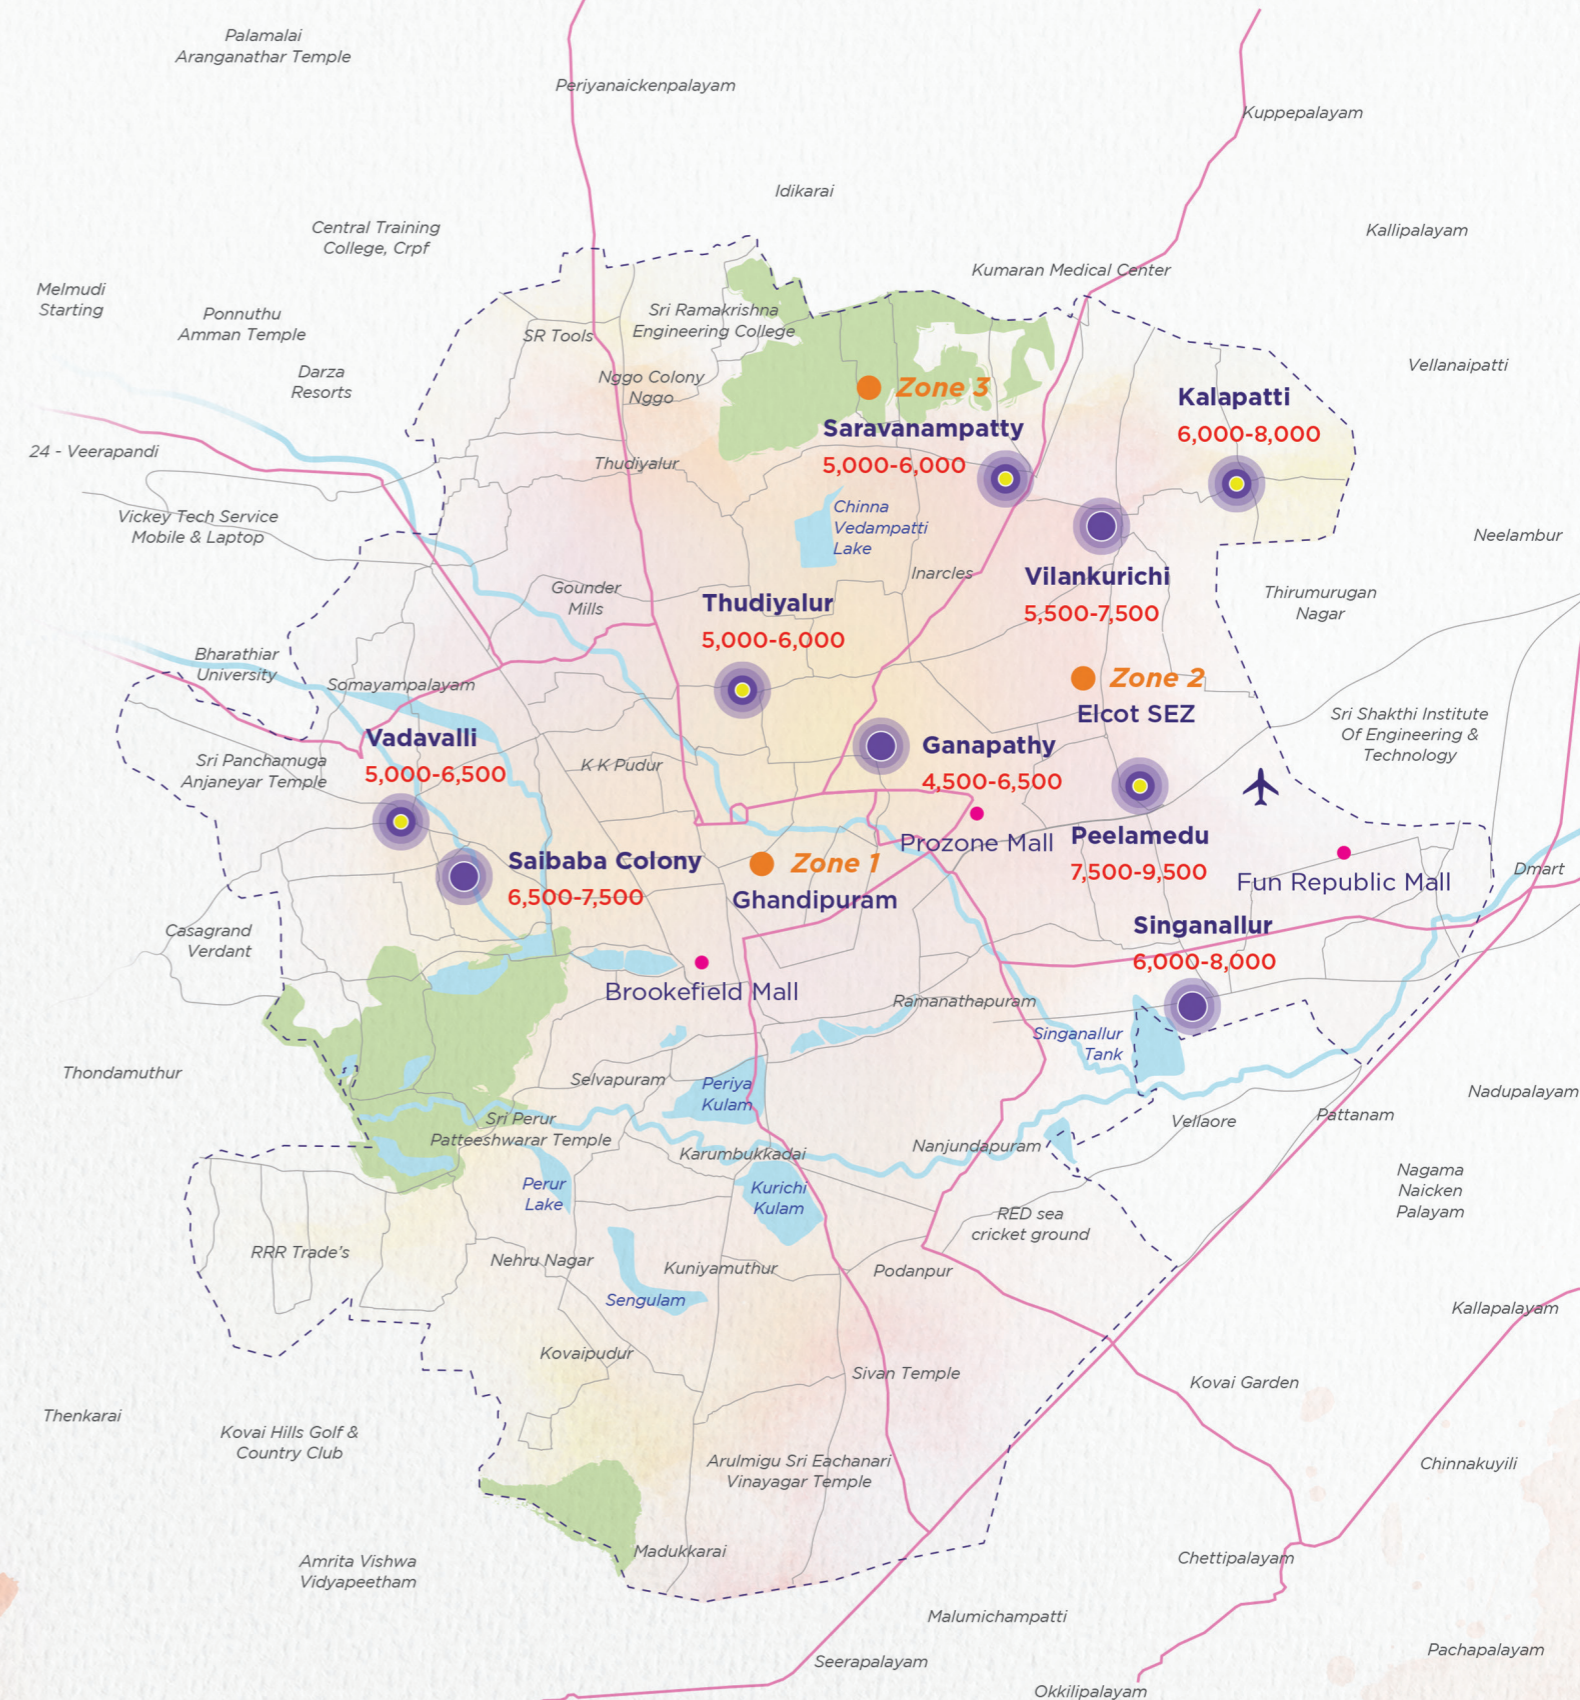 Palamalai
Aranganathar Temple
Periyanaickenpalayam
Kuppepalayam
Idikarai
Central Training
College, Crpf
Kallipalayam
Kumaran Medical Center
Melmudi
Starting
Ponnuthu
Amman Temple
SR Tools
Sri Ramakrishna
Engineering College
Darza
Resorts
Nggo Colony
Nggo
Zone 3
Vellanaipatti
Kalapatti
6,000-8,000
Saravanampatty
5,000-6,000
24 - Veerapandi
Thudiyalur
Vickey Tech Service
Mobile & Laptop
Chinna
Vedampatti
Lake
Neelambur
Inarcles
Vilankurichi
5,500-7,500
Gounder
Mills
Thudiyalur
5,000-6,000
Thirumurugan
Nagar
Bharathiar
University
Somayampalayam
Zone 2
Elcot SEZ
Sri Shakthi Institute
Of Engineering &
Technology
Vadavalli
5,000-6,500
Sri Panchamuga
Anjaneyar Temple
K K Pudur
Ganapathy
4,500-6,500
Prozone Mall
Peelamedu
7,500-9,500
Saibaba Colony
6,500-7,500
Zone 1
Ghandipuram
Fun Republic Mall
Dmart
Singanallur
6,000-8,000
Casagrand
Verdant
Brookefield Mall
Ramanathapuram
Singanallur
Tank
Thondamuthur
Selvapuram
Periya
Kulam
Nadupalayam
Sri Perur
Patteeshwarar Temple
Vellaore
Pattanam
Karumbukkadai
Nanjundapuram
Perur
Lake
Kurichi
Kulam
Nagama
Naicken
Palayam
RED sea
cricket ground
RRR Trade's
Nehru Nagar
Kuniyamuthur
Podanpur
Sengulam
Kallapalayam
Kovaipudur
Sivan Temple
Kovai Garden
Thenkarai
Kovai Hills Golf &
Country Club
Arulmigu Sri Eachanari
Vinayagar Temple
Chinnakuyili
Madukkarai
Amrita Vishwa
Vidyapeetham
Chettipalayam
Malumichampatti
Seerapalayam
Pachapalayam
Okkilipalayam